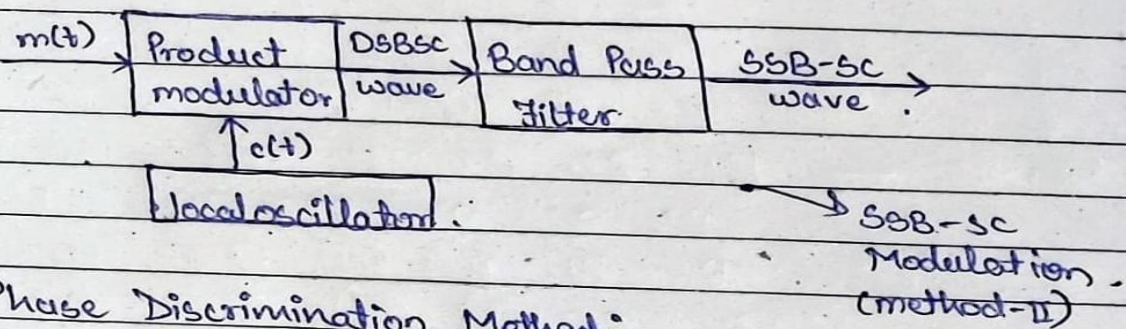 m(t)
Product
modulator
DSBSC
wave
Band Pass
Filter
SSB-SC
wave.
c(t)
local oscillator.
SSB-SC
Modulation.
(method-II)
Phase Discrimination Method: